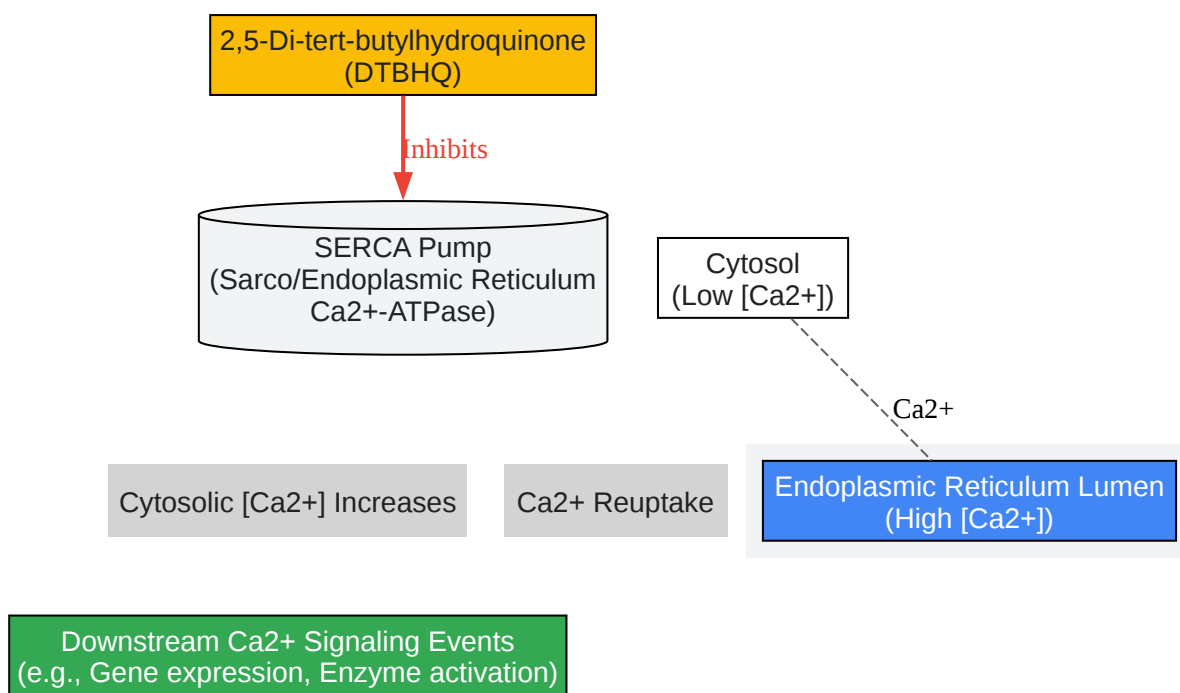 2,5-Di-tert-butylhydroquinone
(DTBHQ)
Inhibits
SERCA Pump
(Sarco/Endoplasmic Reticulum
Ca2+-ATPase)
Cytosol
(Low [Ca2+])
Ca2+
Cytosolic [Ca2+] Increases
Ca2+ Reuptake
Endoplasmic Reticulum Lumen
(High [Ca2+])
Downstream Ca2+ Signaling Events
(e.g., Gene expression, Enzyme activation)